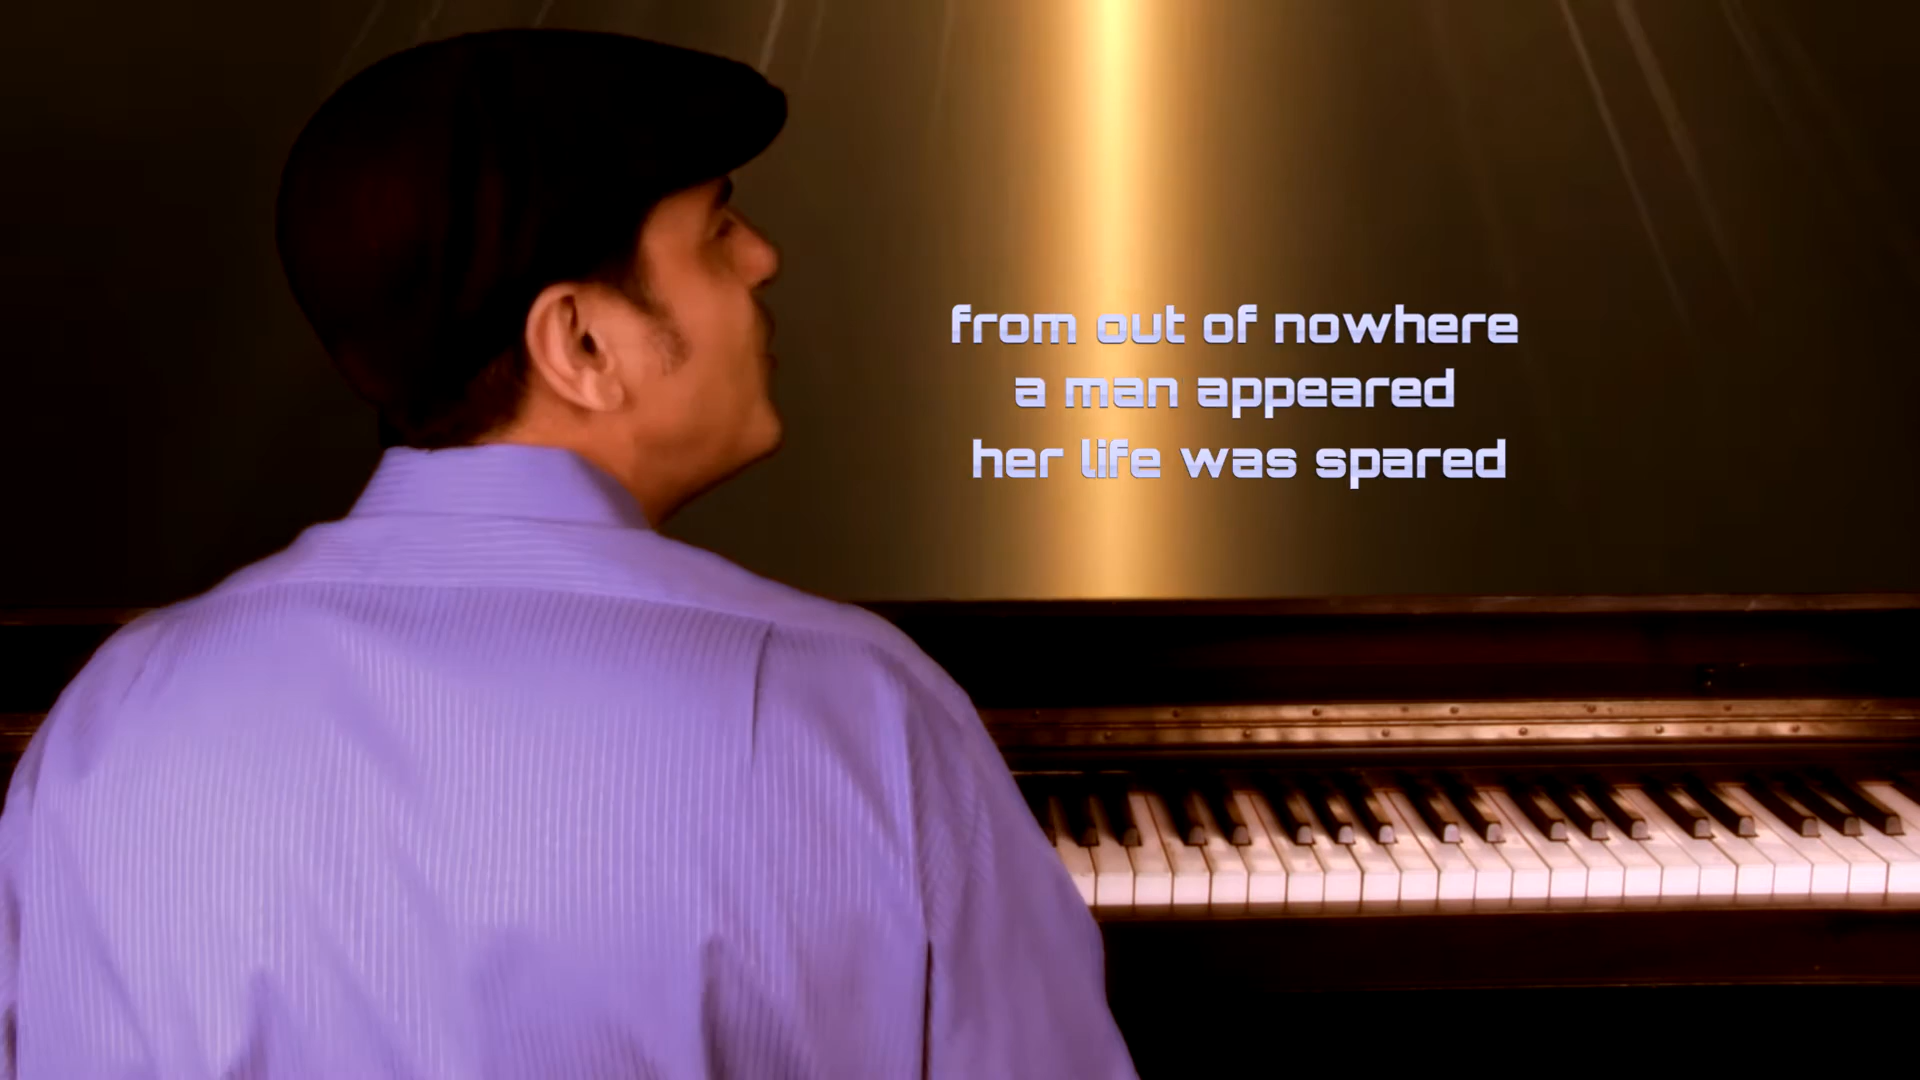 from out of nowhere
a man appeared
her life was spared